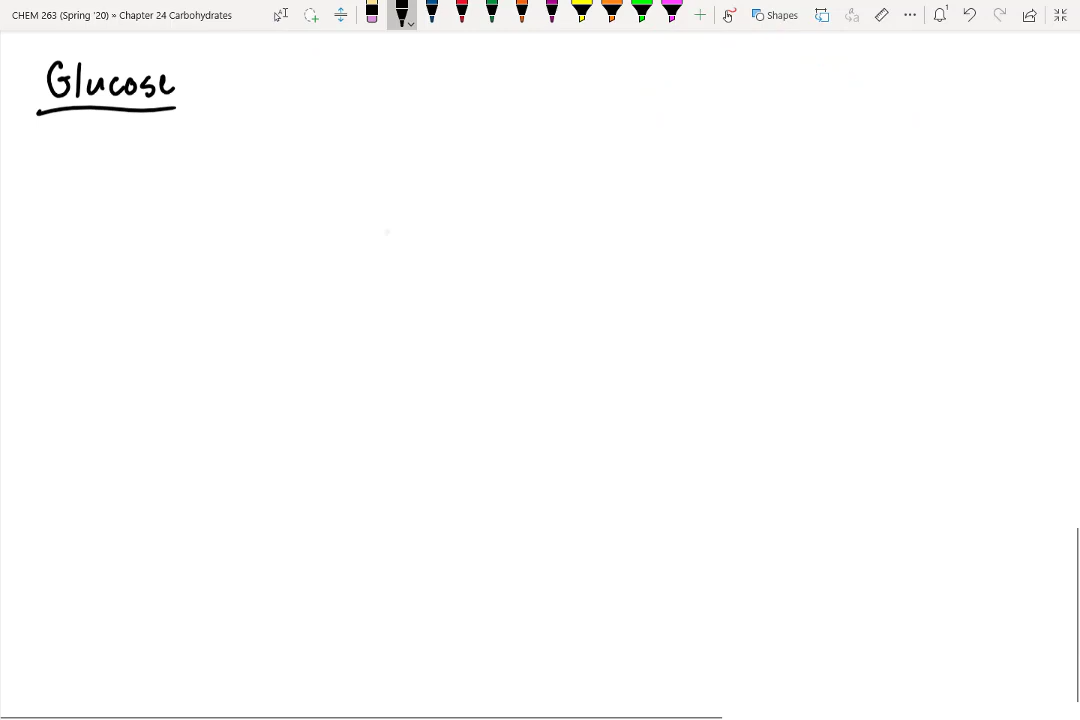 CHEM 263 (Spring '20) » Chapter 24 Carbohydrates
Shapes
Glucose